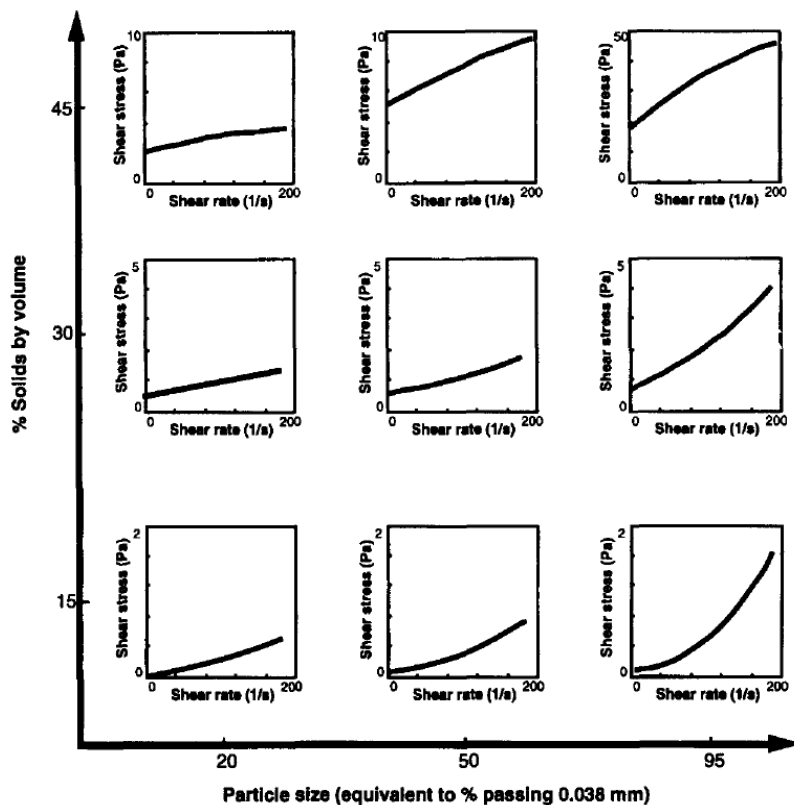 10
Shear stress (Pa)
0
0
200
Shear rate (1/s)
10
Shear stress (Pa)
0
0
200
Shear rate (1/s)
50
Shear stress (Pa)
0
0
200
Shear rate (1/s)
45
5
Shear stress (Pa)
0
0
200
Shear rate (1/s)
5
Shear stress (Pa)
0
0
200
Shear rate (1/s)
5
Shear stress (Pa)
0
0
200
Shear rate (1/s)
30
% Solids by volume
2
Shear stress (Pa)
0
0
200
Shear rate (1/s)
2
Shear stress (Pa)
0
0
200
Shear rate (1/s)
2
Shear stress (Pa)
0
0
200
Shear rate (1/s)
15
20
50
95
Particle size (equivalent to % passing 0.038 mm)